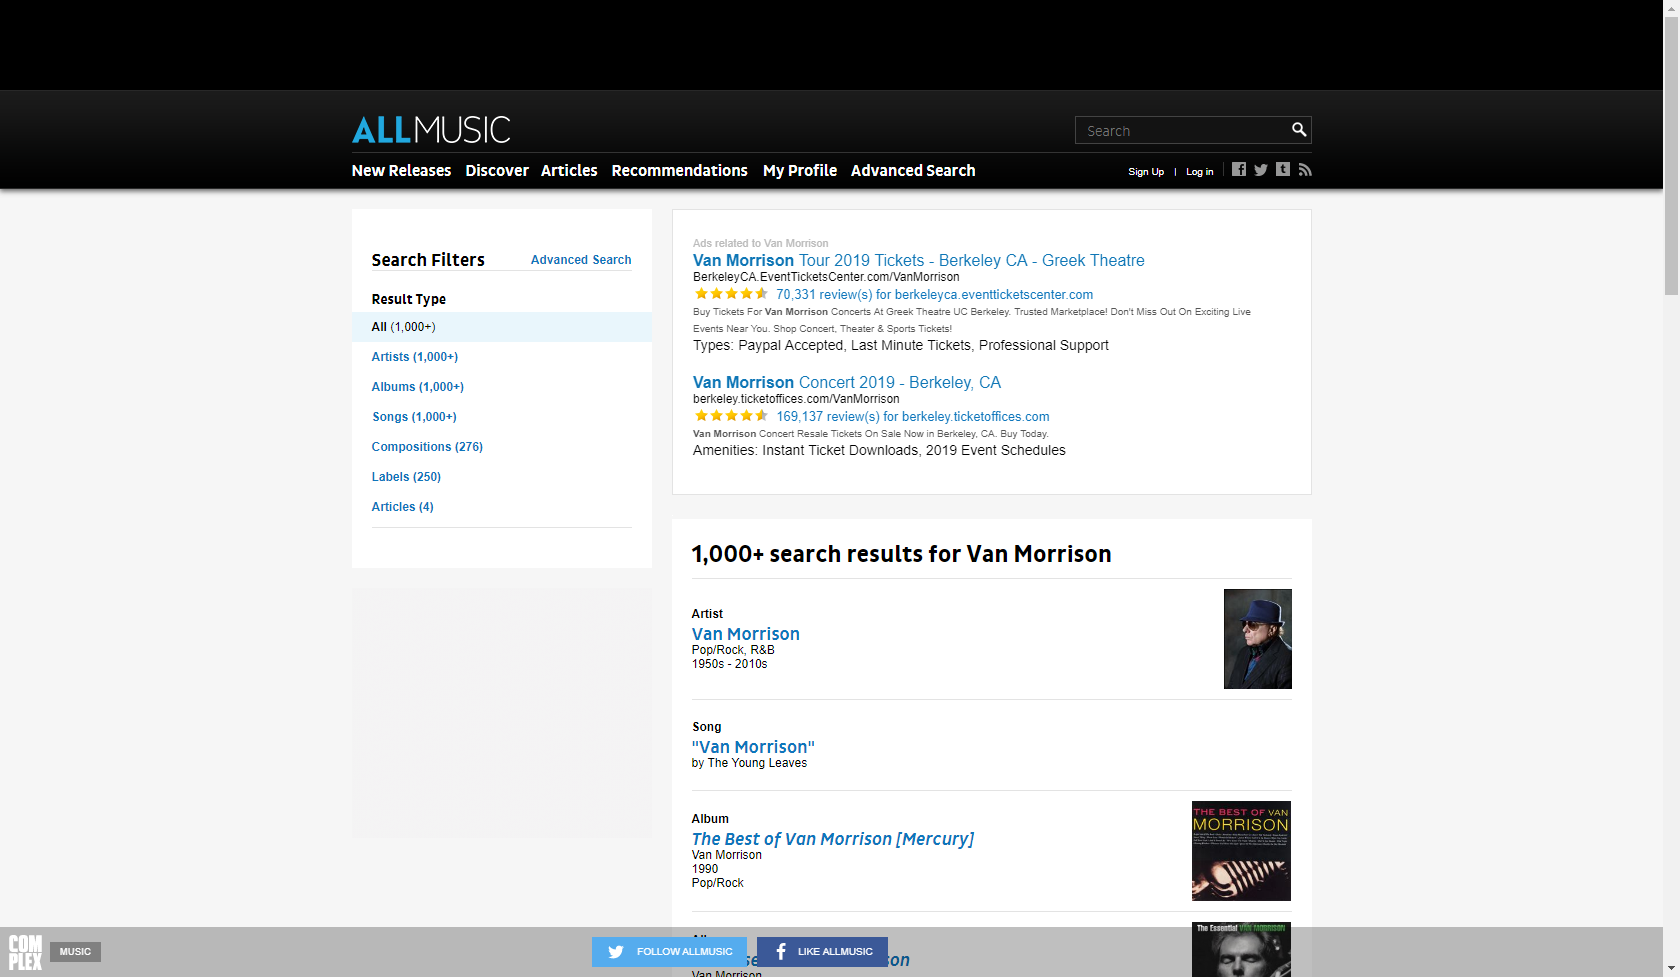 ALLMUSIC
Search
New Releases Discover Articles Recommendations My Profile Advanced Search
Sign Up | Log in
Search Filters Advanced Search
Result Type
All (1,000+)
Artists (1,000+)
Albums (1,000+)
Songs (1,000+)
Compositions (276)
Labels (250)
Articles (4)
Ads related to Van Morrison
Van Morrison Tour 2019 Tickets - Berkeley CA - Greek Theatre
BerkeleyCA.EventTicketsCenter.com/VanMorrison
70,331 review(s) for berkeleyca.eventticketscenter.com
Buy Tickets For Van Morrison Concerts At Greek Theatre UC Berkeley. Trusted Marketplace! Don't Miss Out On Exciting Live
Events Near You. Shop Concert, Theater & Sports Tickets!
Types: Paypal Accepted, Last Minute Tickets, Professional Support
Van Morrison Concert 2019 - Berkeley, CA
berkeley.ticketoffices.com/VanMorrison
169,137 review(s) for berkeley.ticketoffices.com
Van Morrison Concert Resale Tickets On Sale Now in Berkeley, CA. Buy Today.
Amenities: Instant Ticket Downloads, 2019 Event Schedules
1,000+ search results for Van Morrison
Artist
Van Morrison
Pop/Rock, R&B
1950s - 2010s
Song
"Van Morrison"
by The Young Leaves
Album
The Best of Van Morrison [Mercury]
Van Morrison
1990
Pop/Rock
THE BEST OF VAN
MORRISON
The Essential VAN MORRISON
Van Morrison
COMPLEX
MUSIC
FOLLOW ALLMUSIC
LIKE ALLMUSIC